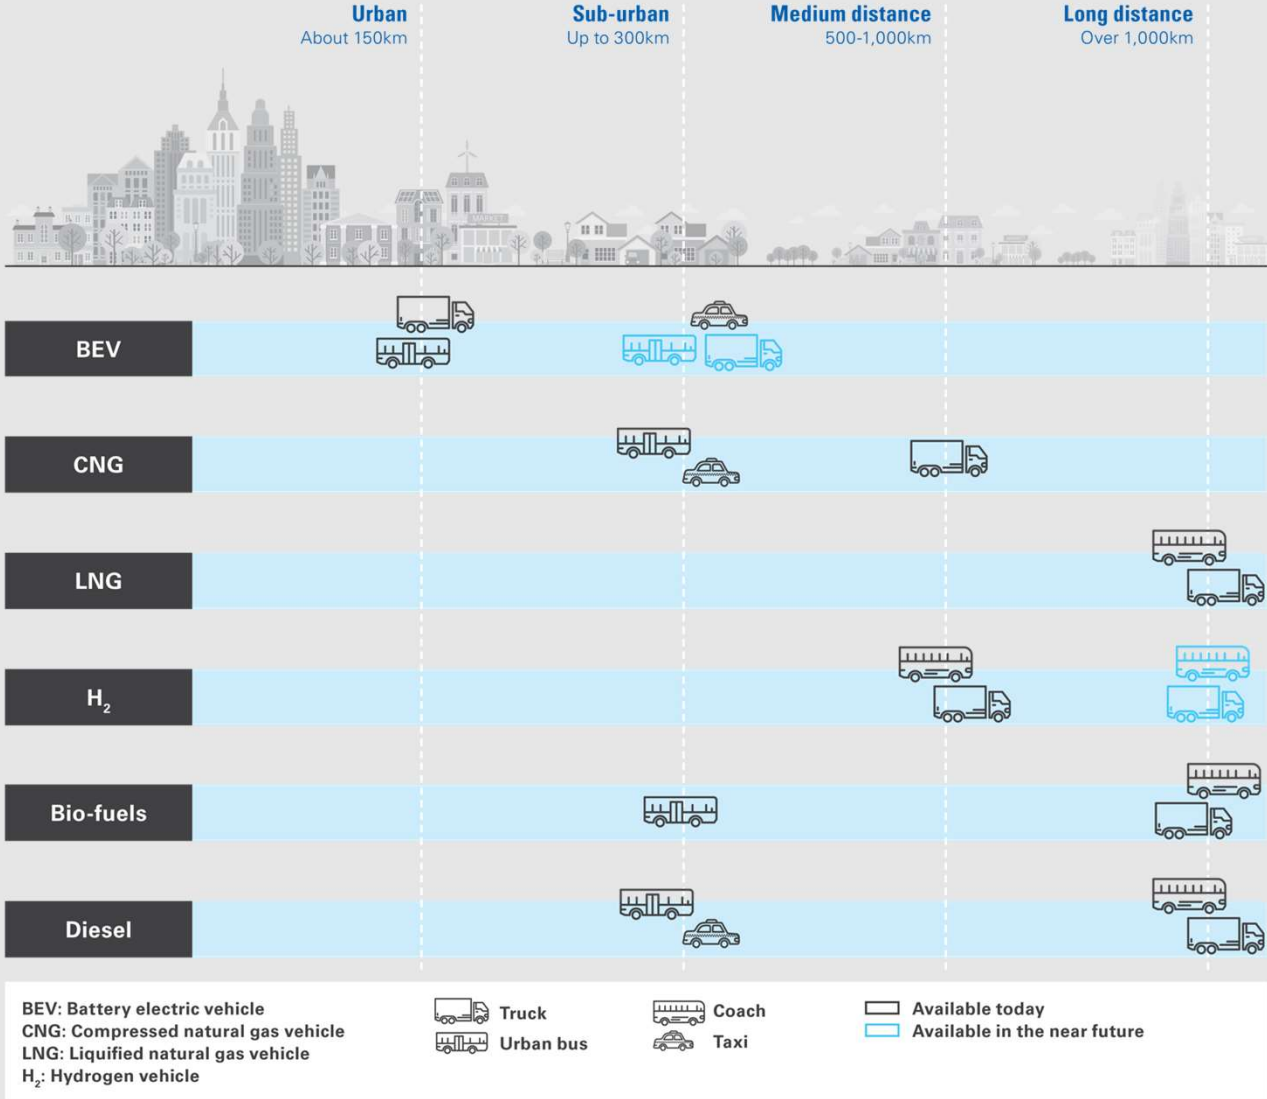 Urban
About 150km
Sub-urban
Up to 300km
Medium distance
500-1,000km
Long distance
Over 1,000km
MARKET
BEV
CNG
LNG
H2
Bio-fuels
Diesel
BEV: Battery electric vehicle
CNG: Compressed natural gas vehicle
LNG: Liquified natural gas vehicle
H2: Hydrogen vehicle
Truck
Urban bus
Coach
Taxi
Available today
Available in the near future